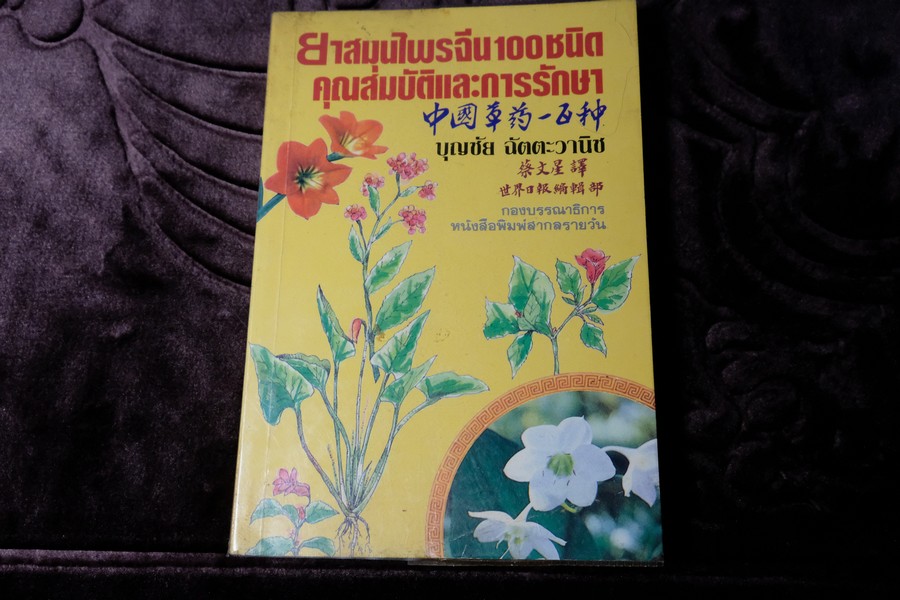 ยาสมุนไพรจีน 100 ชนิด
คุณสมบัติและการรักษา
中國草药一百种
บุญชัย ฉัตตะวานิช
蔡文星 譯
世界日報編輯部
กองบรรณาธิการ
หนังสือพิมพ์สากลรายวัน